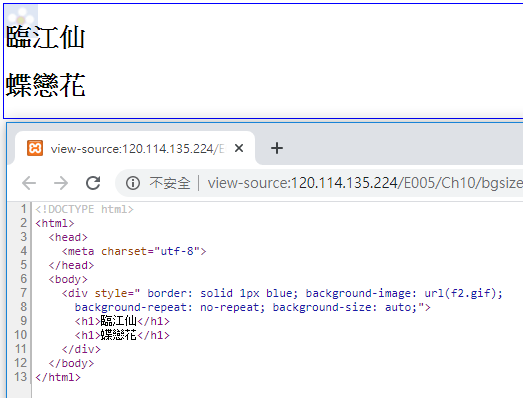 臨江仙
蝶戀花
view-source:120.114.135.224/E
不安全 | view-source:120.114.135.224/E005/Ch10/bgsize
1 <!DOCTYPE html>
2 <html>
3 <head>
4 <meta charset="utf-8">
5 </head>
6 <body>
7 <div style=" border: solid 1px blue; background-image: url(f2.gif);
8 background-repeat: no-repeat; background-size: auto;">
9 <h1>臨江仙</h1>
10 <h1>蝶戀花</h1>
11 </div>
12 </body>
13 </html>